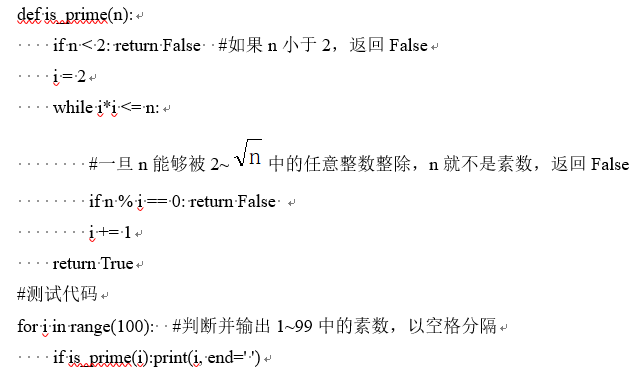 def is_prime(n):
    if n < 2: return False  #如果 n 小于 2，返回 False
    i = 2
    while i*i <= n:
        #一旦 n 能够被 2~√n 中的任意整数整除，n 就不是素数，返回 False
        if n % i == 0: return False
        i += 1
    return True
#测试代码
for i in range(100):  #判断并输出 1~99 中的素数，以空格分隔
    if is_prime(i):print(i, end=' ')